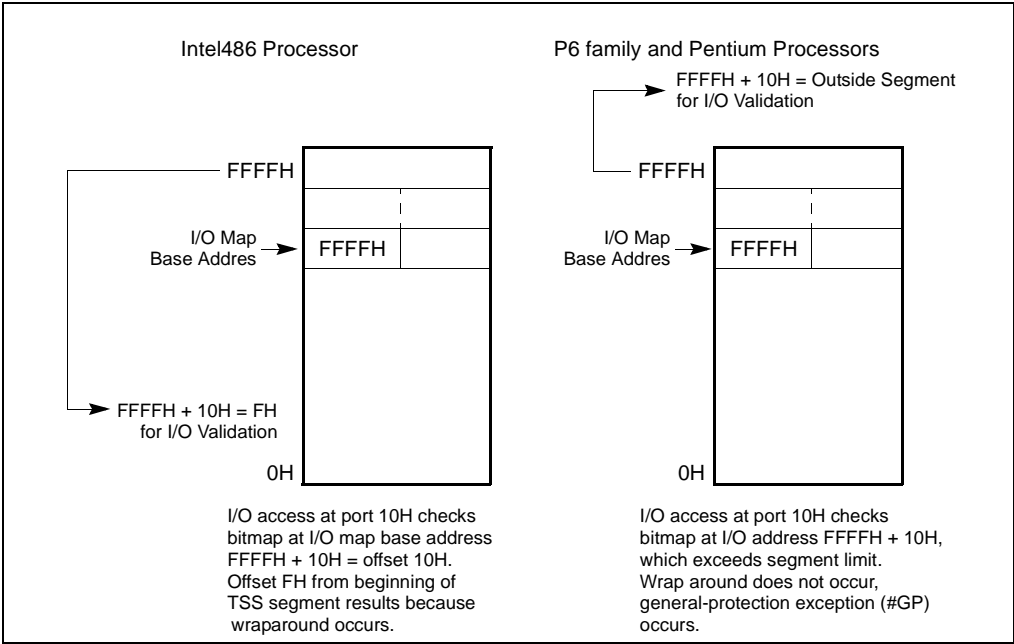 Intel486 Processor
FFFFH
I/O Map
Base Addres
FFFFH
FFFFH + 10H = FH
for I/O Validation
0H
I/O access at port 10H checks
bitmap at I/O map base address
FFFFH + 10H = offset 10H.
Offset FH from beginning of
TSS segment results because
wraparound occurs.
P6 family and Pentium Processors
FFFFH + 10H = Outside Segment
for I/O Validation
FFFFH
I/O Map
Base Addres
FFFFH
0H
I/O access at port 10H checks
bitmap at I/O address FFFFH + 10H,
which exceeds segment limit.
Wrap around does not occur,
general-protection exception (#GP)
occurs.